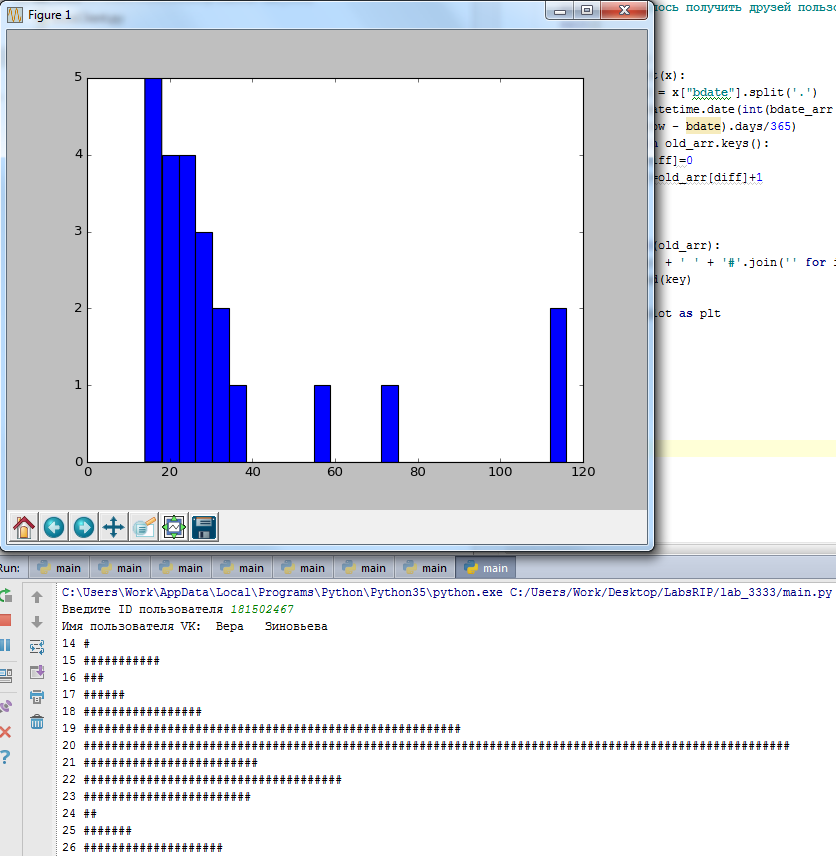 Figure 1
5
4
3
2
1
0
0 20 40 60 80 100 120
ось получить друзей польз
t(x):
= x["bdate"].split('.')
atetime.date(int(bdate_arr
ow - bdate).days/365)
n old_arr.keys():
iff]=0
=old_arr[diff]+1
(old_arr):
+ ' ' + '#'.join('' for i
d(key)
lot as plt
Run: main main main main main main main main
C:\Users\Work\AppData\Local\Programs\Python\Python35\python.exe C:/Users/Work/Desktop/LabsRIP/lab_3333/main.py
Введите ID пользователя 181502467
Имя пользователя VK:  Вера   Зиновьева
14 #
15 ###########
16 ###
17 ######
18 #################
19 ######################################################
20 #####################################################################################################
21 #########################
22 #####################################
23 ########################
24 ##
25 #######
26 ####################